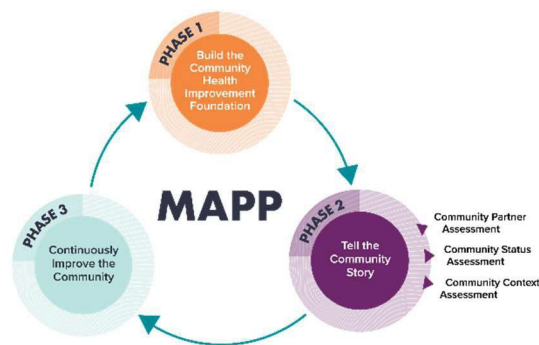 PHASE 1
Build the
Community
Health
Improvement
Foundation
MAPP
PHASE 2
Tell the
Community
Story
Community Partner
Assessment
Community Status
Assessment
Community Context
Assessment
PHASE 3
Continuously
Improve the
Community